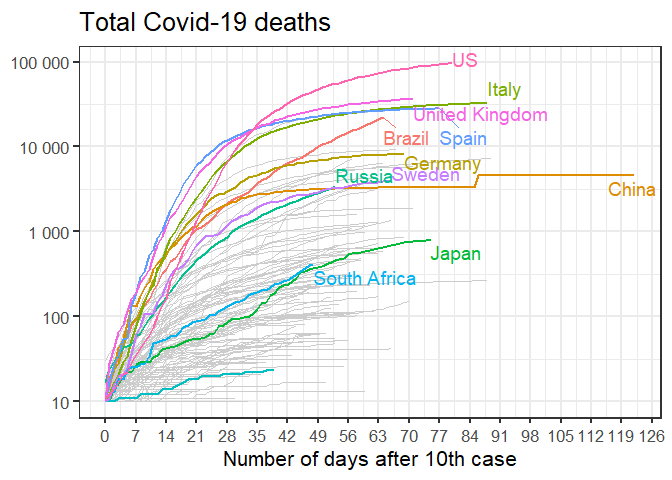 Total Covid-19 deaths
100 000
10 000
1 000
100
10
US
Italy
United Kingdom
Brazil
Spain
Germany
Russia
Sweden
China
Japan
South Africa
0 7 14 21 28 35 42 49 56 63 70 77 84 91 98 105 112 119 126
Number of days after 10th case